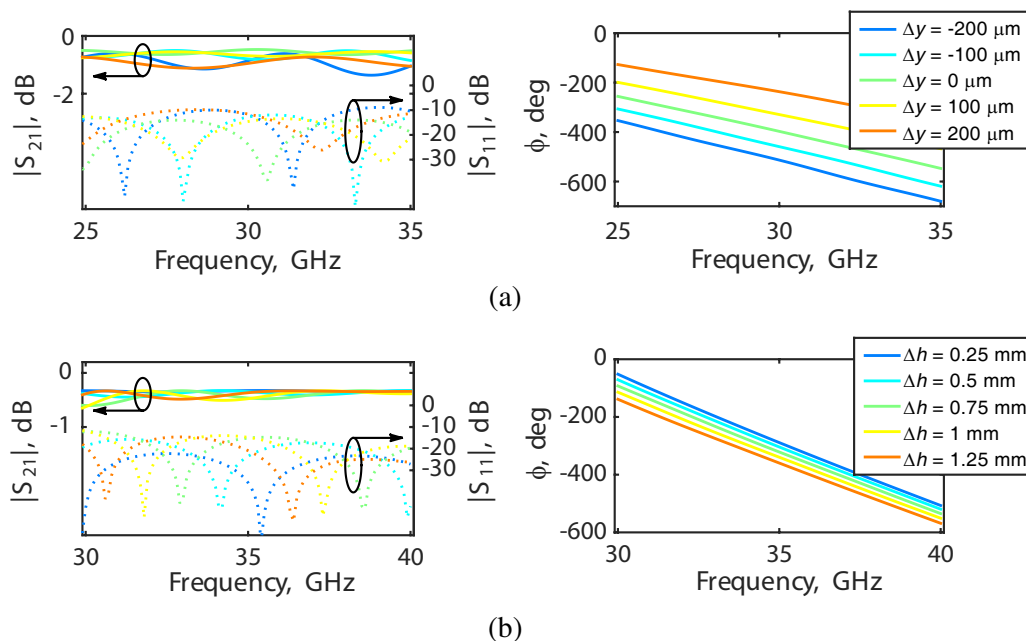 0
-2
|S21|, dB
0
-10
-20
-30
|S11|, dB
25
30
35
Frequency, GHz
0
-200
-400
-600
ϕ, deg
25
30
35
Frequency, GHz
Δy = -200 μm
Δy = -100 μm
Δy = 0 μm
Δy = 100 μm
Δy = 200 μm
(a)
0
-1
|S21|, dB
0
-10
-20
-30
|S11|, dB
30
35
40
Frequency, GHz
0
-200
-400
-600
ϕ, deg
30
35
40
Frequency, GHz
Δh = 0.25 mm
Δh = 0.5 mm
Δh = 0.75 mm
Δh = 1 mm
Δh = 1.25 mm
(b)